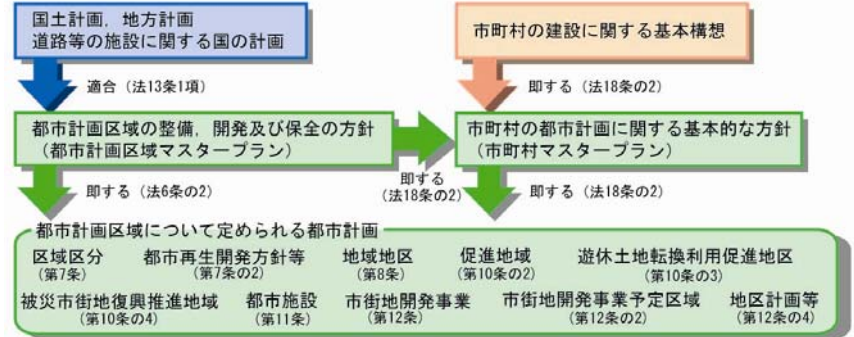 国土計画，地方計画
道路等の施設に関する国の計画
市町村の建設に関する基本構想
適合（法13条1項）
即する（法18条の2）
都市計画区域の整備，開発及び保全の方針
（都市計画区域マスタープラン）
市町村の都市計画に関する基本的な方針
（市町村マスタープラン）
即する（法6条の2）
即する
（法18条の2）
即する（法18条の2）
都市計画区域について定められる都市計画
区域区分
（第7条）
都市再生開発方針等
（第7条の2）
地域地区
（第8条）
促進地域
（第10条の2）
遊休土地転換利用促進地区
（第10条の3）
被災市街地復興推進地域
（第10条の4）
都市施設
（第11条）
市街地開発事業
（第12条）
市街地開発事業予定区域
（第12条の2）
地区計画等
（第12条の4）